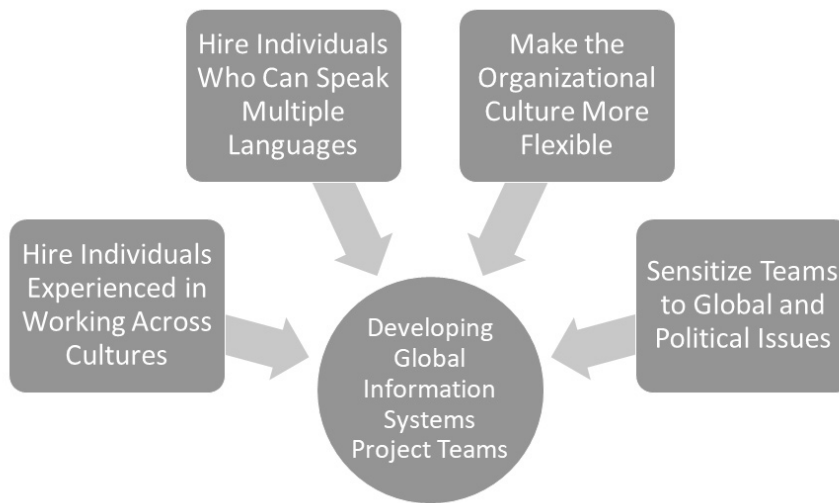 Hire Individuals
Who Can Speak
Multiple
Languages
Make the
Organizational
Culture More
Flexible
Hire Individuals
Experienced in
Working Across
Cultures
Sensitize Teams
to Global and
Political Issues
Developing
Global
Information
Systems
Project Teams